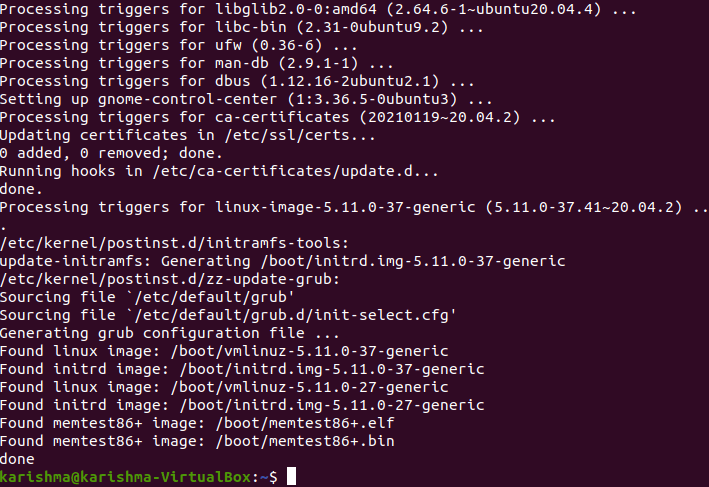 Processing triggers for libglib2.0-0:amd64 (2.64.6-1~ubuntu20.04.4) ...
Processing triggers for libc-bin (2.31-0ubuntu9.2) ...
Processing triggers for ufw (0.36-6) ...
Processing triggers for man-db (2.9.1-1) ...
Processing triggers for dbus (1.12.16-2ubuntu2.1) ...
Setting up gnome-control-center (1:3.36.5-0ubuntu3) ...
Processing triggers for ca-certificates (20210119~20.04.2) ...
Updating certificates in /etc/ssl/certs...
0 added, 0 removed; done.
Running hooks in /etc/ca-certificates/update.d...
done.
Processing triggers for linux-image-5.11.0-37-generic (5.11.0-37.41~20.04.2) ..
.
/etc/kernel/postinst.d/initramfs-tools:
update-initramfs: Generating /boot/initrd.img-5.11.0-37-generic
/etc/kernel/postinst.d/zz-update-grub:
Sourcing file `/etc/default/grub'
Sourcing file `/etc/default/grub.d/init-select.cfg'
Generating grub configuration file ...
Found linux image: /boot/vmlinuz-5.11.0-37-generic
Found initrd image: /boot/initrd.img-5.11.0-37-generic
Found linux image: /boot/vmlinuz-5.11.0-27-generic
Found initrd image: /boot/initrd.img-5.11.0-27-generic
Found memtest86+ image: /boot/memtest86+.elf
Found memtest86+ image: /boot/memtest86+.bin
done
karishma@karishma-VirtualBox:~$